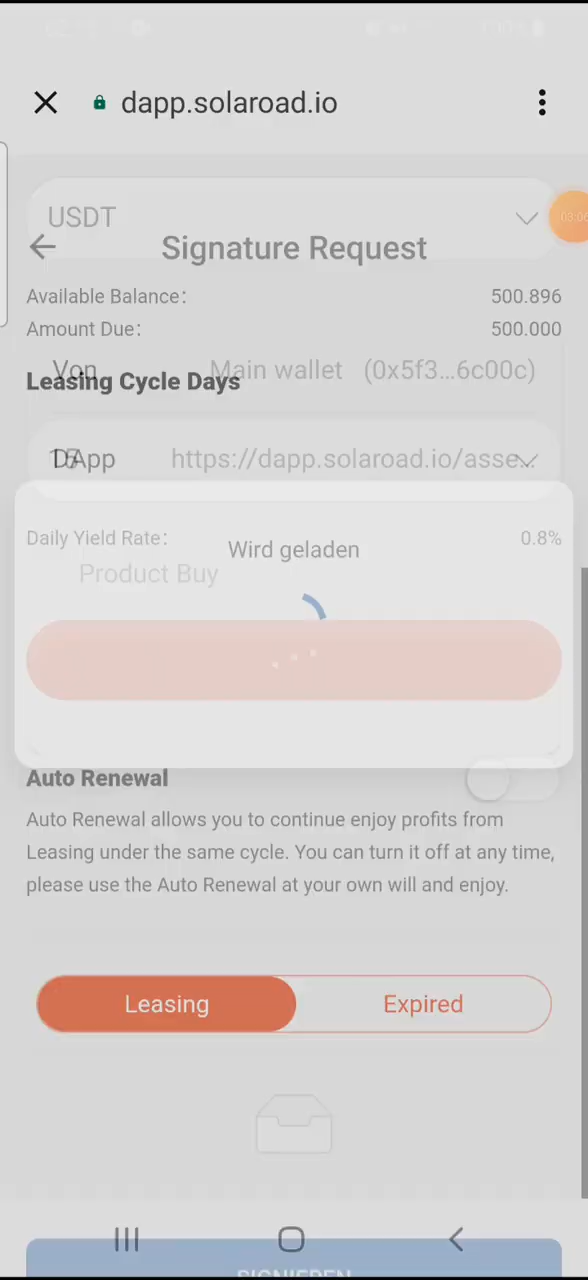 dapp.solaroad.io
USDT
03:06
Signature Request
Available Balance: 500.896
Amount Due: 500.000
Von Main wallet (0x5f3...6c00c)
Leasing Cycle Days
15
DApp https://dapp.solaroad.io/asse...
Daily Yield Rate: 0.8%
Wird geladen
Product Buy
Auto Renewal
Auto Renewal allows you to continue enjoy profits from
Leasing under the same cycle. You can turn it off at any time,
please use the Auto Renewal at your own will and enjoy.
Leasing Expired
SIGNIEREN